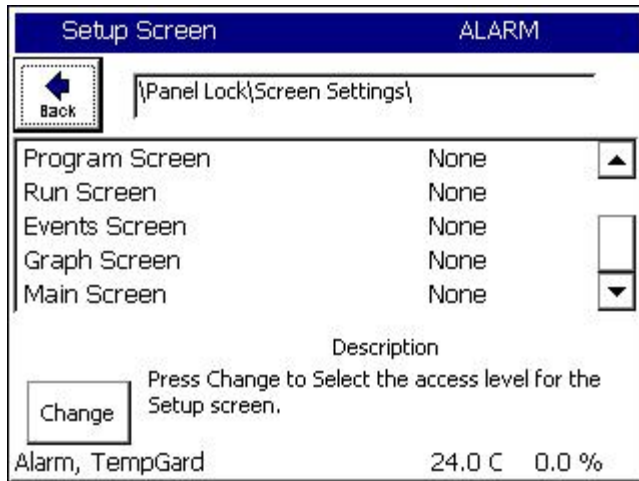 Setup Screen ALARM
Back
\Panel Lock\Screen Settings\
Program Screen None
Run Screen None
Events Screen None
Graph Screen None
Main Screen None
Description
Press Change to Select the access level for the
Setup screen.
Change
Alarm, TempGard 24.0 C 0.0 %